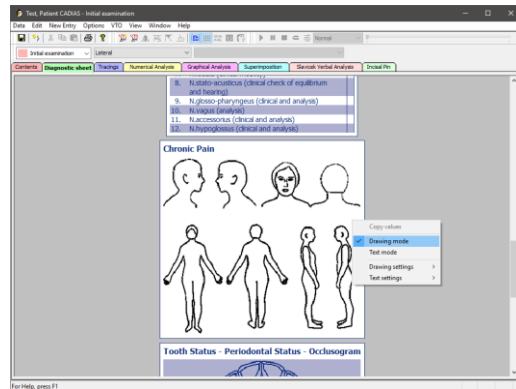 Test, Patient CADIAS - Initial examination
Data Edit New Entry Options VTO View Window Help
Normal
Initial examination Lateral
Contents Diagnostic sheet Tracings Numerical Analysis Graphical Analysis Superimposition Slavicek Verbal Analysis Incisal Pin
8. N.stato-acusticus (clinical check of equilibrium
and hearing)
9. N.glosso-pharyngeus (clinical and analysis)
10. N.vagus (analysis)
11. N.accessorius (clinical and analysis)
12. N.hypoglossus (clinical and analysis)
Chronic Pain
Copy values
Drawing mode
Text mode
Drawing settings
Text settings
Tooth Status - Periodontal Status - Occlusogram
For Help, press F1